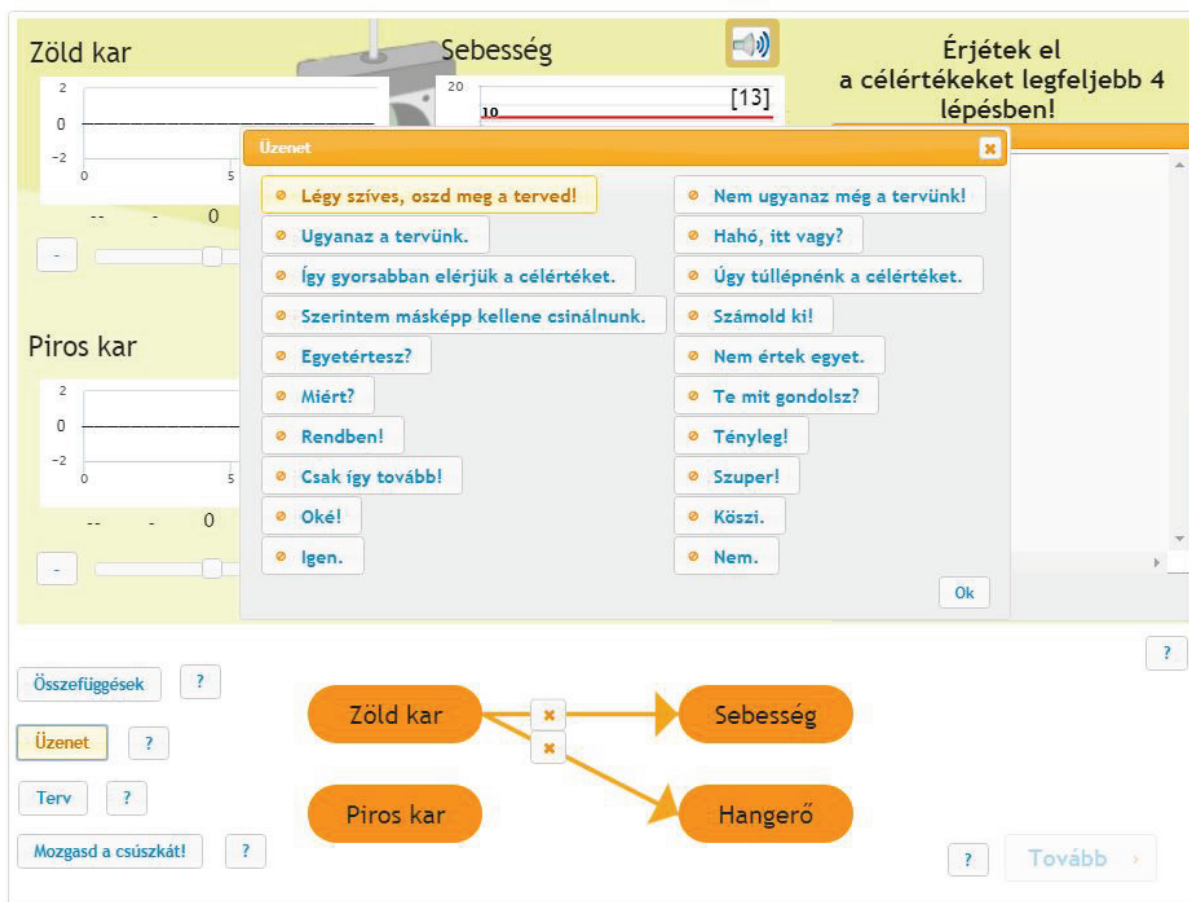 Zöld kar
2
0
-2
0 5
-- - 0
-
Sebesség
20
10
[13]
Érjétek el
a célértékeket legfeljebb 4
lépésben!
Üzenet
Légy szíves, oszd meg a terved!
Nem ugyanaz még a tervünk!
Ugyanaz a tervünk.
Hahó, itt vagy?
Így gyorsabban elérjük a célértéket.
Úgy túllépnénk a célértéket.
Szerintem másképp kellene csinálnunk.
Számold ki!
Egyetértesz?
Nem értek egyet.
Miért?
Te mit gondolsz?
Rendben!
Tényleg!
Csak így tovább!
Szuper!
Oké!
Köszi.
Igen.
Nem.
Ok
Piros kar
2
0
-2
0 5
-- - 0
-
?
Összefüggések ?
Üzenet ?
Terv ?
Mozgasd a csúszkát! ?
Zöld kar
Sebesség
Piros kar
Hangerő
? Tovább